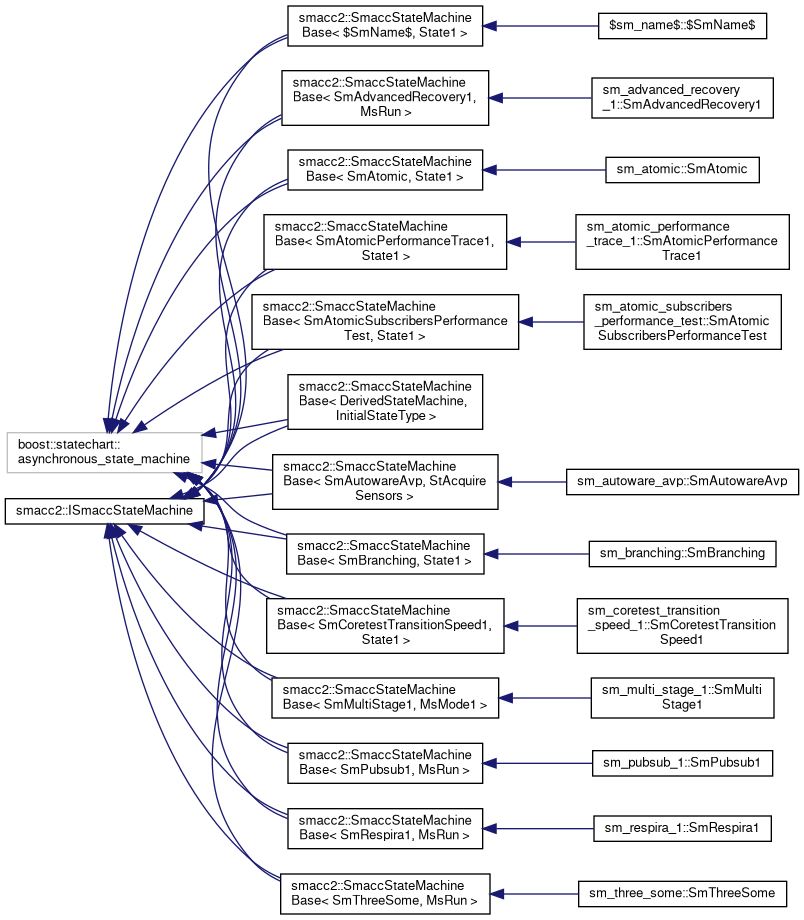 smacc2::SmaccStateMachine
Base< $SmName$, State1 >
$sm_name$::$SmName$
smacc2::SmaccStateMachine
Base< SmAdvancedRecovery1,
MsRun >
sm_advanced_recovery
_1::SmAdvancedRecovery1
smacc2::SmaccStateMachine
Base< SmAtomic, State1 >
sm_atomic::SmAtomic
smacc2::SmaccStateMachine
Base< SmAtomicPerformanceTrace1,
State1 >
sm_atomic_performance
_trace_1::SmAtomicPerformance
Trace1
smacc2::SmaccStateMachine
Base< SmAtomicSubscribersPerformance
Test, State1 >
sm_atomic_subscribers
_performance_test::SmAtomic
SubscribersPerformanceTest
smacc2::SmaccStateMachine
Base< DerivedStateMachine,
InitialStateType >
boost::statechart::
asynchronous_state_machine
smacc2::SmaccStateMachine
Base< SmAutowareAvp, StAcquire
Sensors >
sm_autoware_avp::SmAutowareAvp
smacc2::ISmaccStateMachine
smacc2::SmaccStateMachine
Base< SmBranching, State1 >
sm_branching::SmBranching
smacc2::SmaccStateMachine
Base< SmCoretestTransitionSpeed1,
State1 >
sm_coretest_transition
_speed_1::SmCoretestTransition
Speed1
smacc2::SmaccStateMachine
Base< SmMultiStage1, MsMode1 >
sm_multi_stage_1::SmMulti
Stage1
smacc2::SmaccStateMachine
Base< SmPubsub1, MsRun >
sm_pubsub_1::SmPubsub1
smacc2::SmaccStateMachine
Base< SmRespira1, MsRun >
sm_respira_1::SmRespira1
smacc2::SmaccStateMachine
Base< SmThreeSome, MsRun >
sm_three_some::SmThreeSome